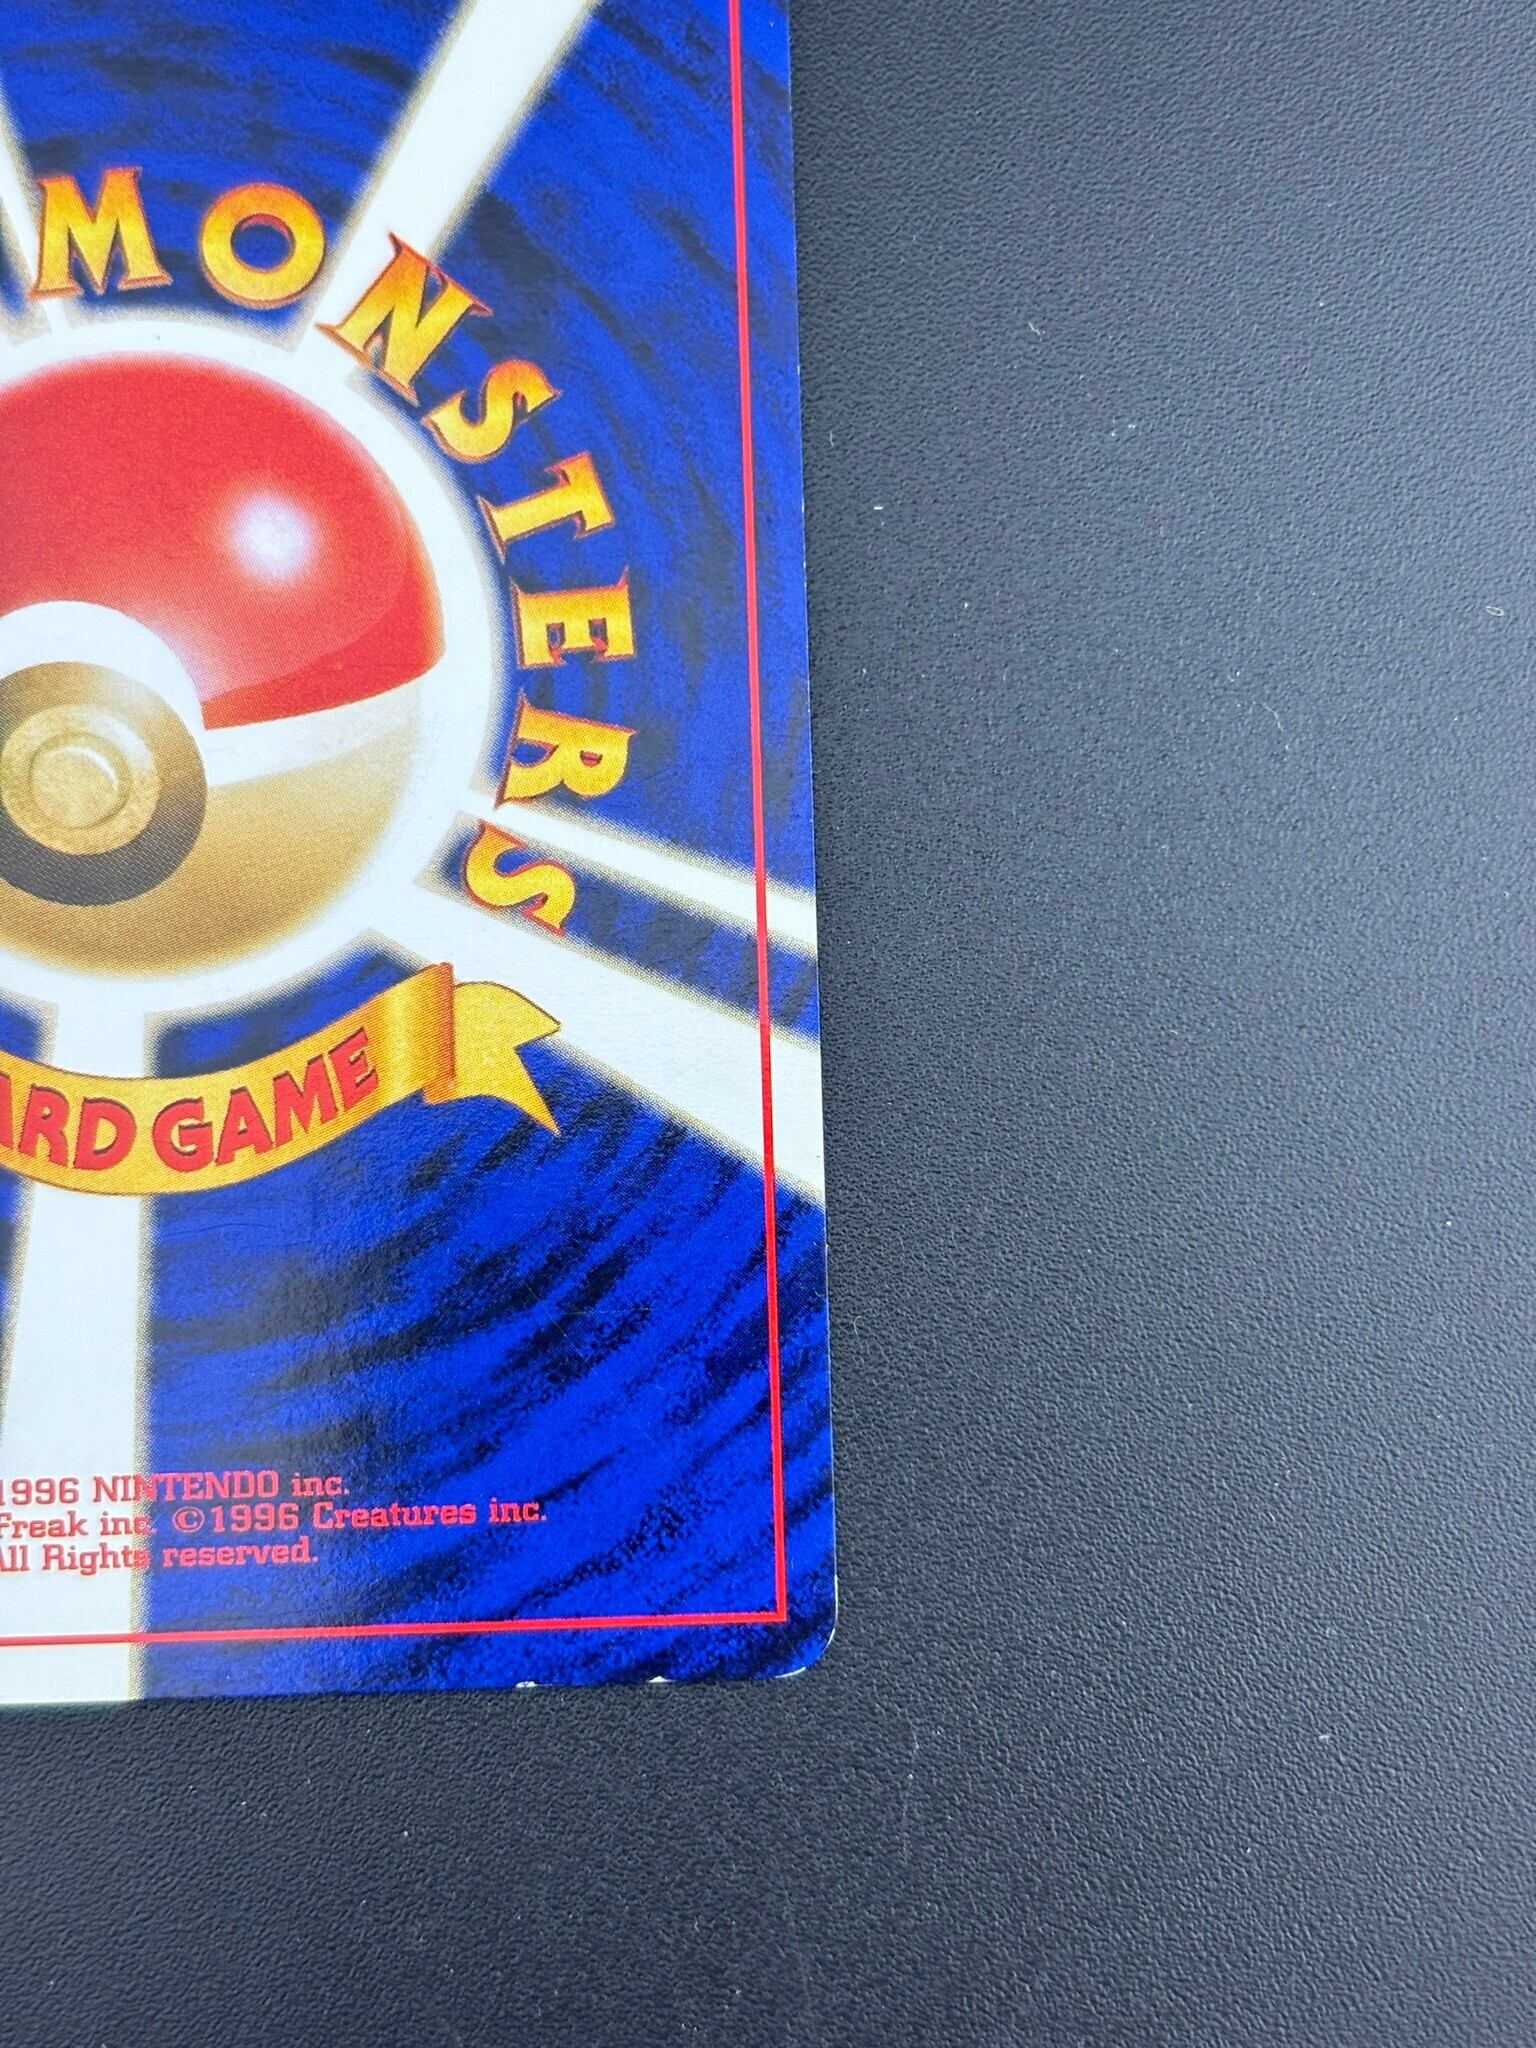 MONSTERS
ARD GAME
1996 NINTENDO inc.
Freak inc. ©1996 Creatures inc.
All Rights reserved.